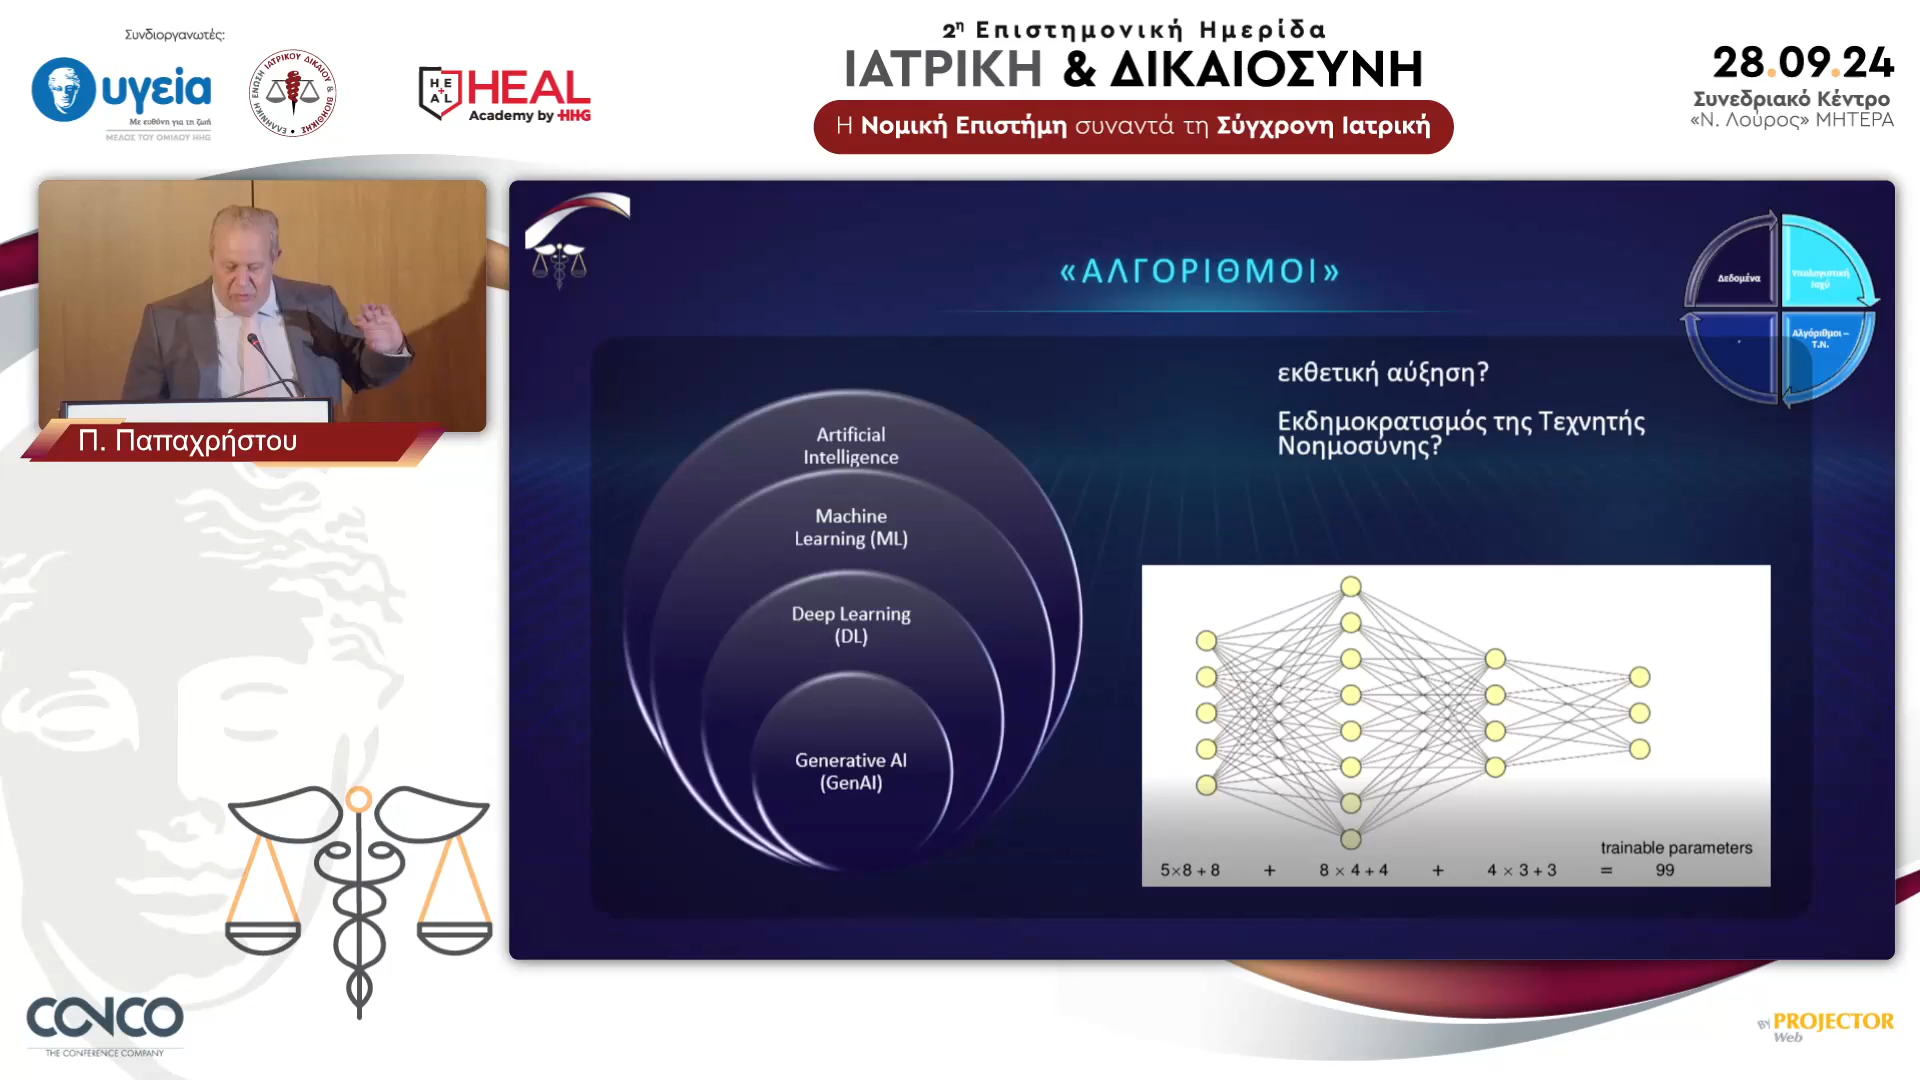 Συνδιοργανωτές:
υγεία
Με ευθύνη για τη ζωή
ΜΕΛΟΣ ΤΟΥ ΟΜΙΛΟΥ HHG
ΕΛΛΗΝΙΚΗ ΕΝΩΣΗ ΙΑΤΡΙΚΟΥ ΔΙΚΑΙΟΥ & ΒΙΟΗΘΙΚΗΣ
HE
AL
HEAL
Academy by HHG
2η Επιστημονική Ημερίδα
ΙΑΤΡΙΚΗ & ΔΙΚΑΙΟΣΥΝΗ
Η Νομική Επιστήμη συναντά τη Σύγχρονη Ιατρική
28.09.24
Συνεδριακό Κέντρο
«Ν. Λούρος» ΜΗΤΕΡΑ
Π. Παπαχρήστου
«ΑΛΓΟΡΙΘΜΟΙ»
Δεδομένα
Υπολογιστική
Ισχύ
Αλγόριθμοι –
Τ.Ν.
εκθετική αύξηση?
Εκδημοκρατισμός της Τεχνητής
Νοημοσύνης?
Artificial
Intelligence
Machine
Learning (ML)
Deep Learning
(DL)
Generative AI
(GenAI)
trainable parameters
5×8 + 8 + 8 × 4 + 4 + 4 × 3 + 3 = 99
CONCO
THE CONFERENCE COMPANY
BY PROJECTOR
Web